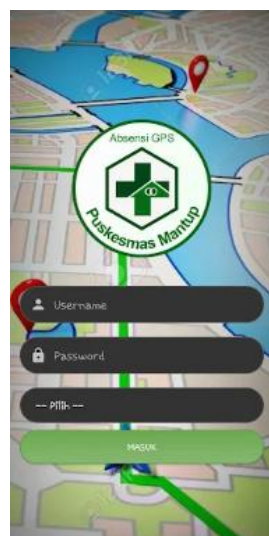 Absensi GPS
Puskesmas Mantup
Username
Password
-- Pilih --
MASUK